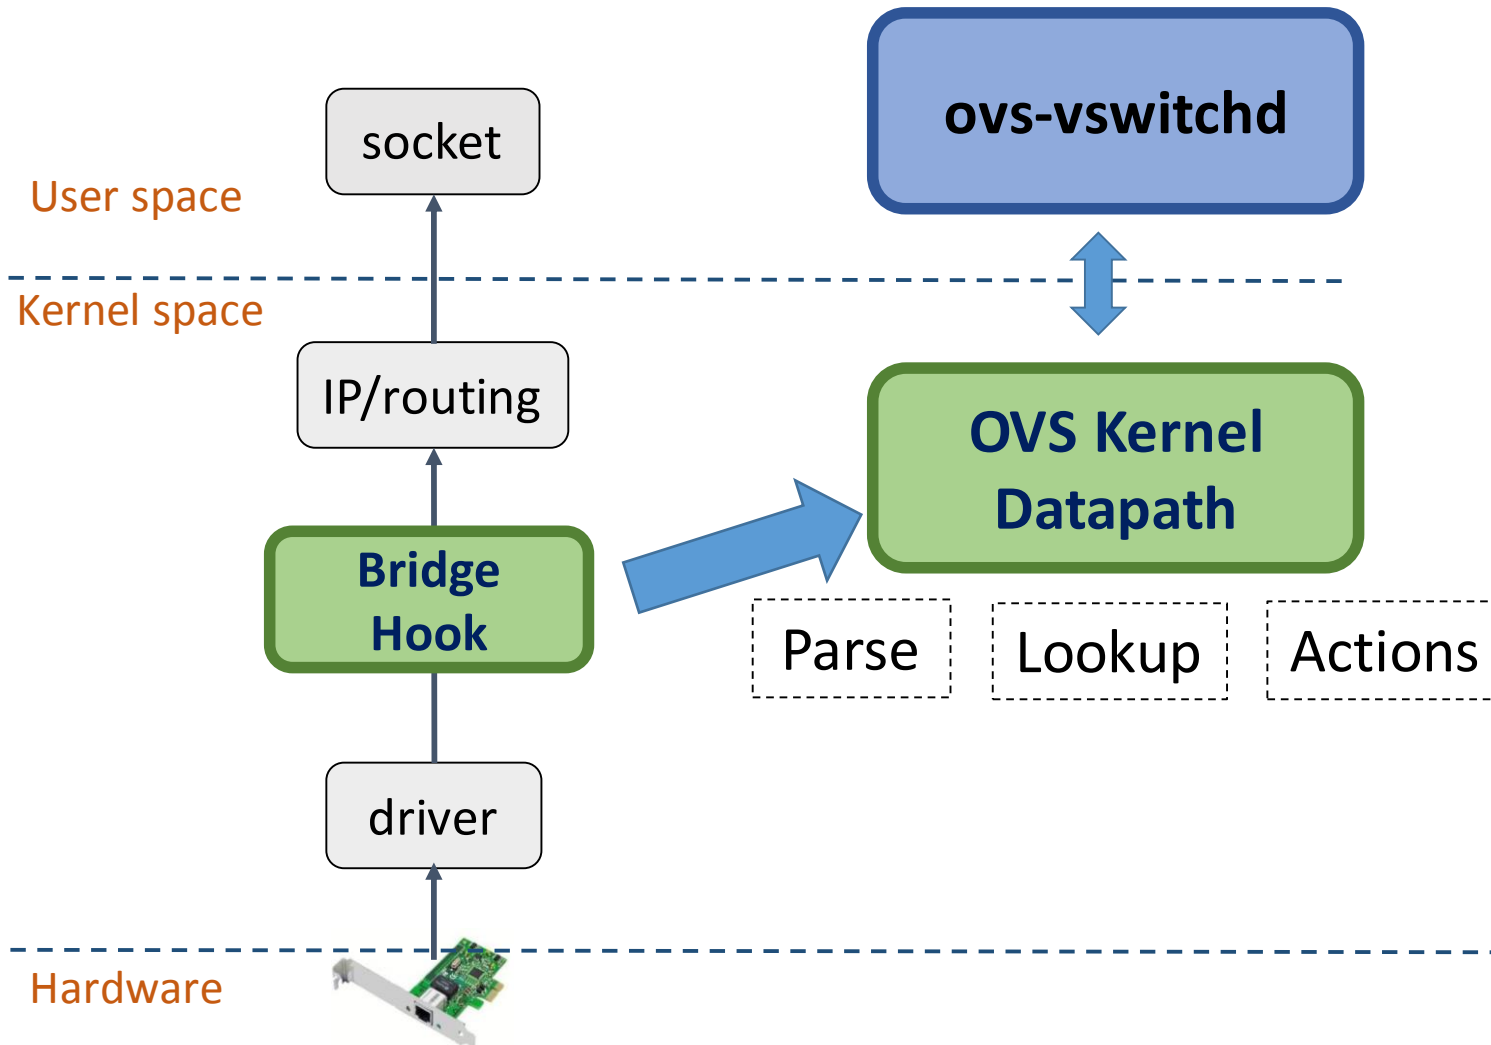 ovs-vswitchd
socket
User space
Kernel space
IP/routing
OVS Kernel
Datapath
Bridge
Hook
Parse
Lookup
Actions
driver
Hardware